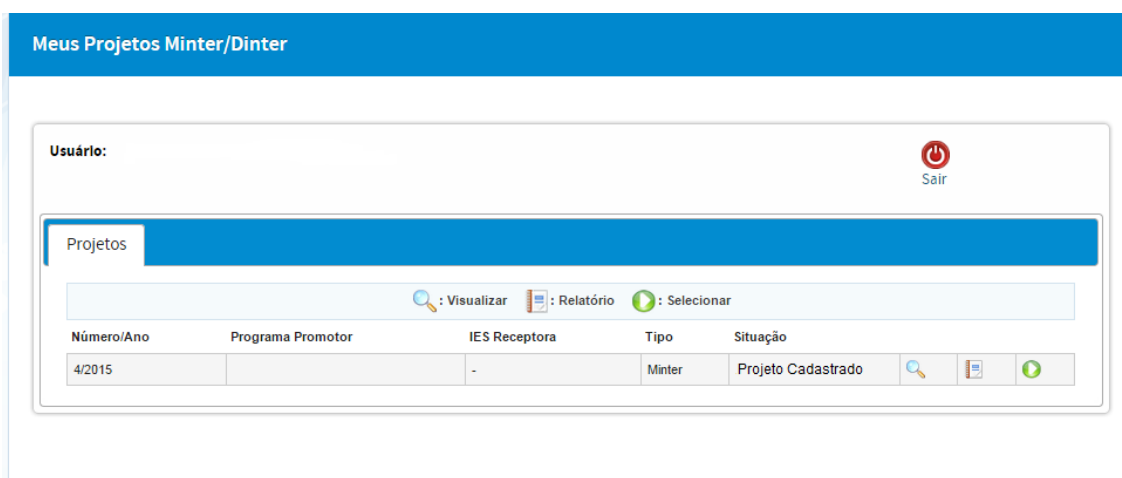 Meus Projetos Minter/Dinter
Usuário:
Sair
Projetos
: Visualizar : Relatório : Selecionar
Número/Ano Programa Promotor IES Receptora Tipo Situação
4/2015 - Minter Projeto Cadastrado